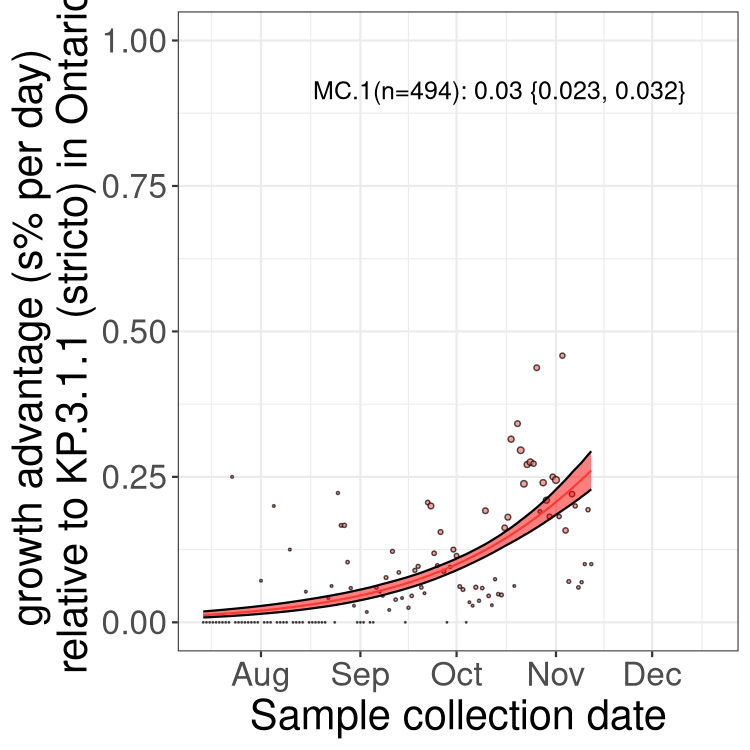 growth advantage (s% per day)
relative to KP.3.1.1 (stricto) in Ontario
1.00
0.75
0.50
0.25
0.00
MC.1(n=494): 0.03 {0.023, 0.032}
Aug Sep Oct Nov Dec
Sample collection date